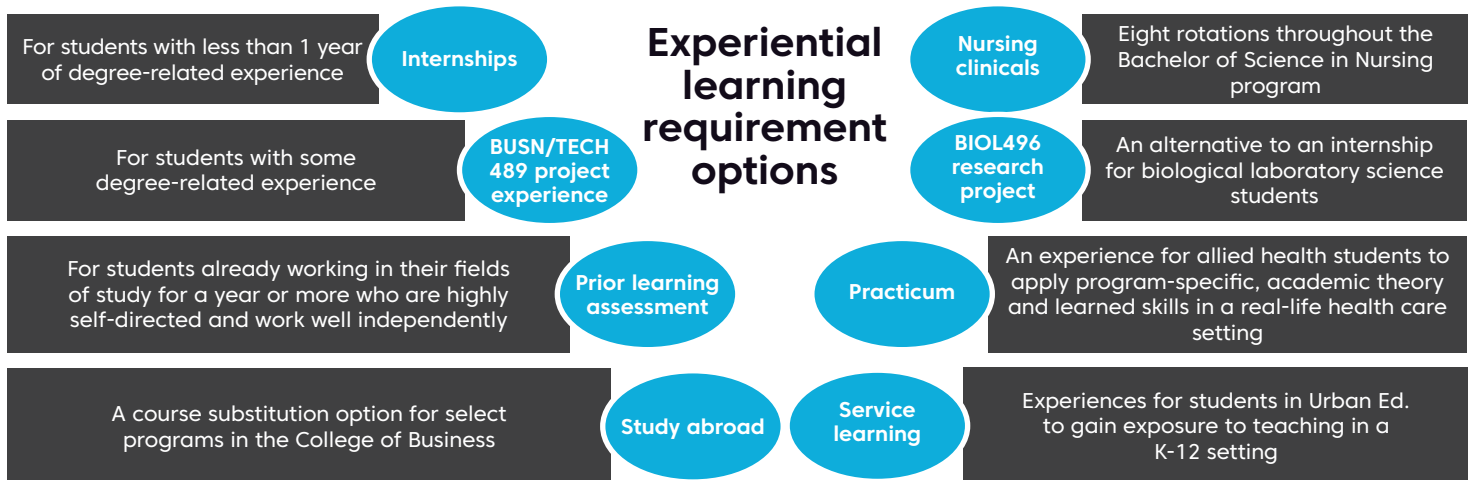 Experiential
learning
requirement
options
For students with less than 1 year
of degree-related experience
Internships
For students with some
degree-related experience
BUSN/TECH
489 project
experience
For students already working in their fields
of study for a year or more who are highly
self-directed and work well independently
Prior learning
assessment
A course substitution option for select
programs in the College of Business
Study abroad
Nursing
clinicals
Eight rotations throughout the
Bachelor of Science in Nursing
program
BIOL496
research
project
An alternative to an internship
for biological laboratory science
students
Practicum
An experience for allied health students to
apply program-specific, academic theory
and learned skills in a real-life health care
setting
Service
learning
Experiences for students in Urban Ed.
to gain exposure to teaching in a
K-12 setting